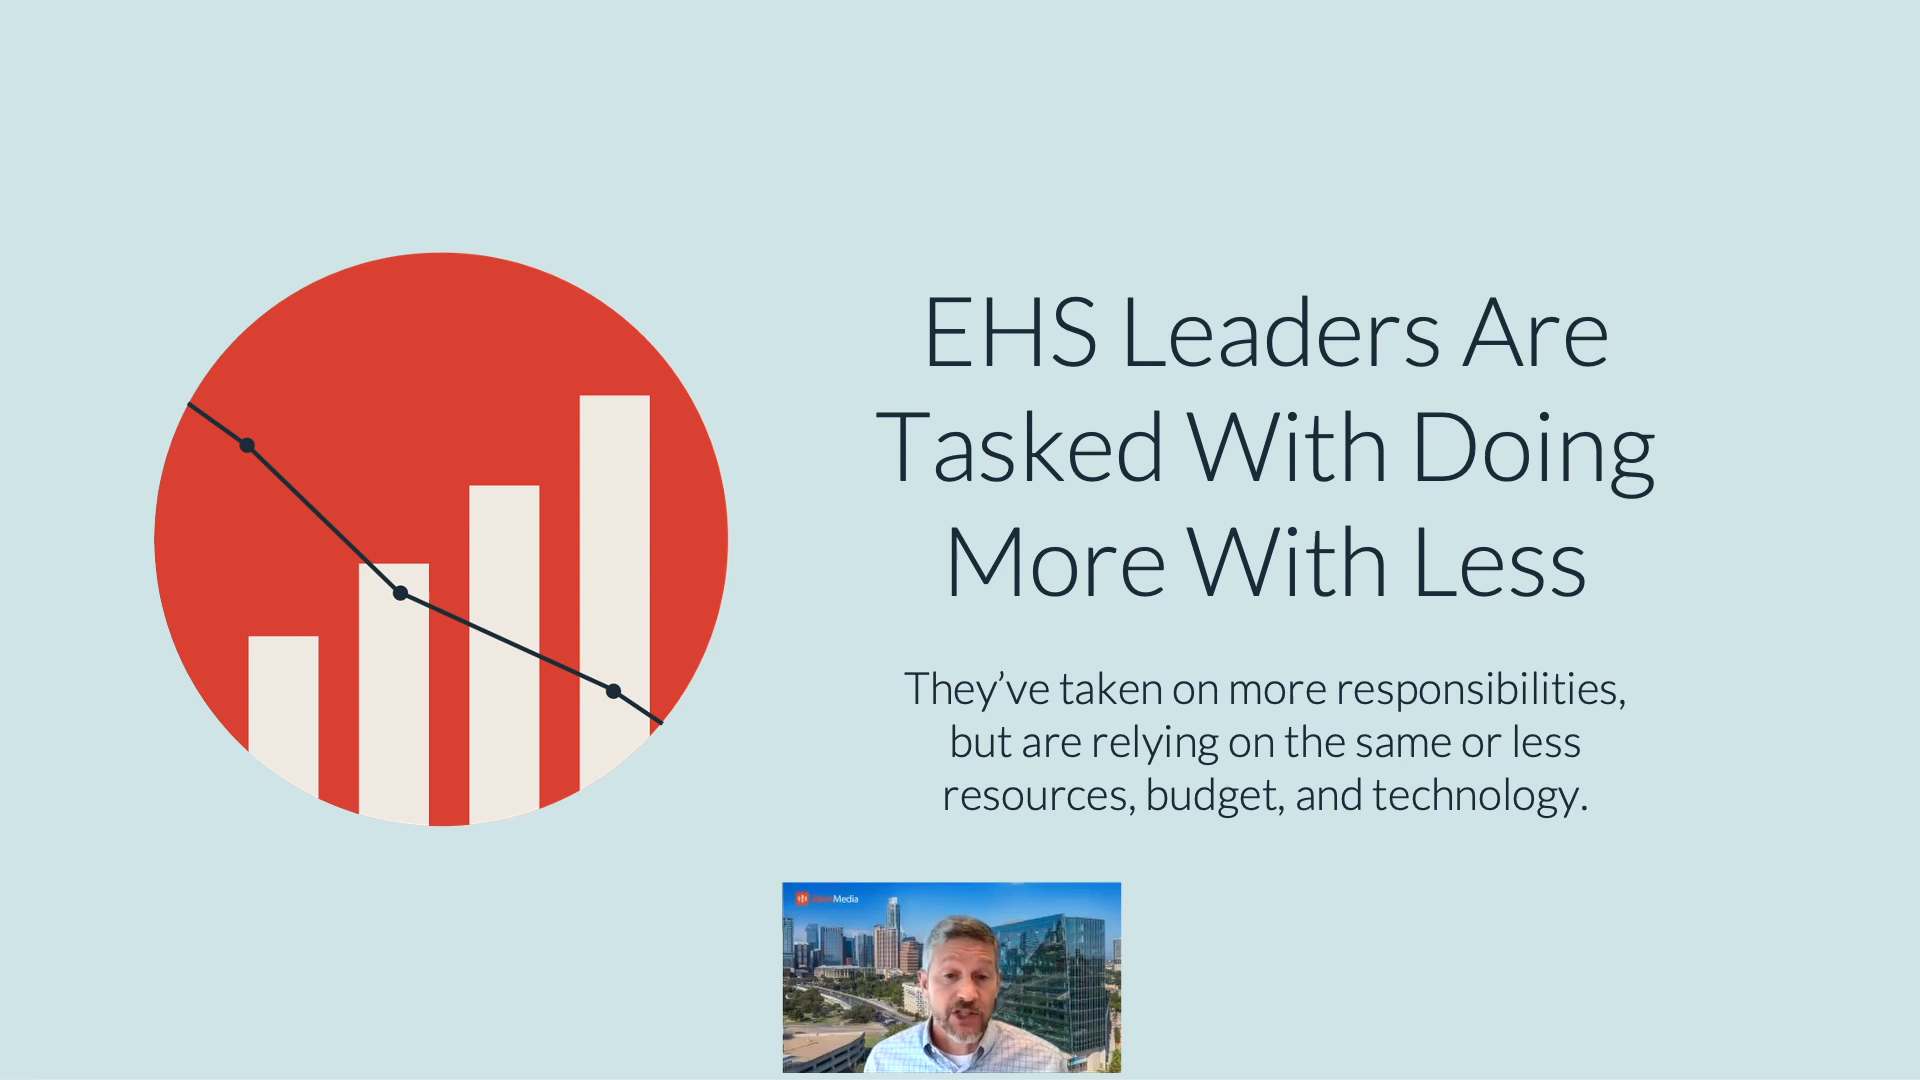 EHS Leaders Are
Tasked With Doing
More With Less
They’ve taken on more responsibilities,
but are relying on the same or less
resources, budget, and technology.
Media